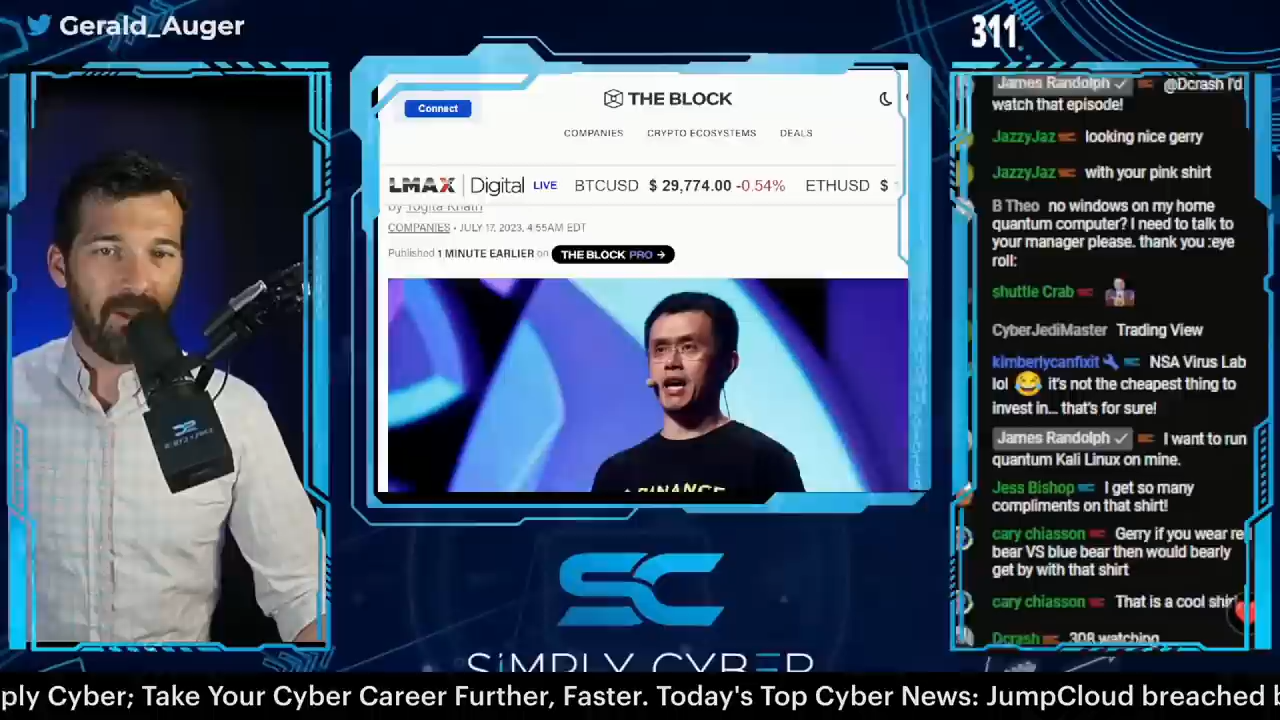 Gerald_Auger
311
Connect
THE BLOCK
COMPANIES CRYPTO ECOSYSTEMS DEALS
LMAX Digital LIVE BTCUSD $ 29,774.00 -0.54% ETHUSD $
by Yogita Khatri
COMPANIES • JULY 17, 2023, 4:55AM EDT
Published 1 MINUTE EARLIER on THE BLOCK PRO →
BINANCE
James Randolph @Dcrash I'd
watch that episode!
JazzyJaz looking nice gerry
JazzyJaz with your pink shirt
B Theo no windows on my home
quantum computer? I need to talk to
your manager please. thank you :eye
roll:
shuttle Crab
CyberJediMaster Trading View
kimberlycanfixit NSA Virus Lab
lol 😂 it's not the cheapest thing to
invest in... that's for sure!
James Randolph I want to run
quantum Kali Linux on mine.
Jess Bishop I get so many
compliments on that shirt!
cary chiasson Gerry if you wear re
bear VS blue bear then would bearly
get by with that shirt
cary chiasson That is a cool shir
Dcrash 308 watching
SC
SiMPLY CYBER
ply Cyber; Take Your Cyber Career Further, Faster. Today's Top Cyber News: JumpCloud breached b